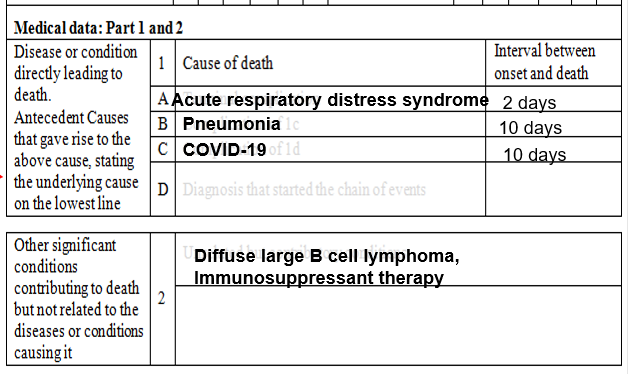 Medical data: Part 1 and 2
Disease or condition
directly leading to
death.
Antecedent Causes
that gave rise to the
above cause, stating
the underlying cause
on the lowest line
1 Cause of death
Interval between
onset and death
A Acute respiratory distress syndrome 2 days
B Pneumonia of 1c 10 days
C COVID-19 of 1d 10 days
D Diagnosis that started the chain of events
Other significant
conditions
contributing to death
but not related to the
diseases or conditions
causing it
2
Diffuse large B cell lymphoma,
Immunosuppressant therapy